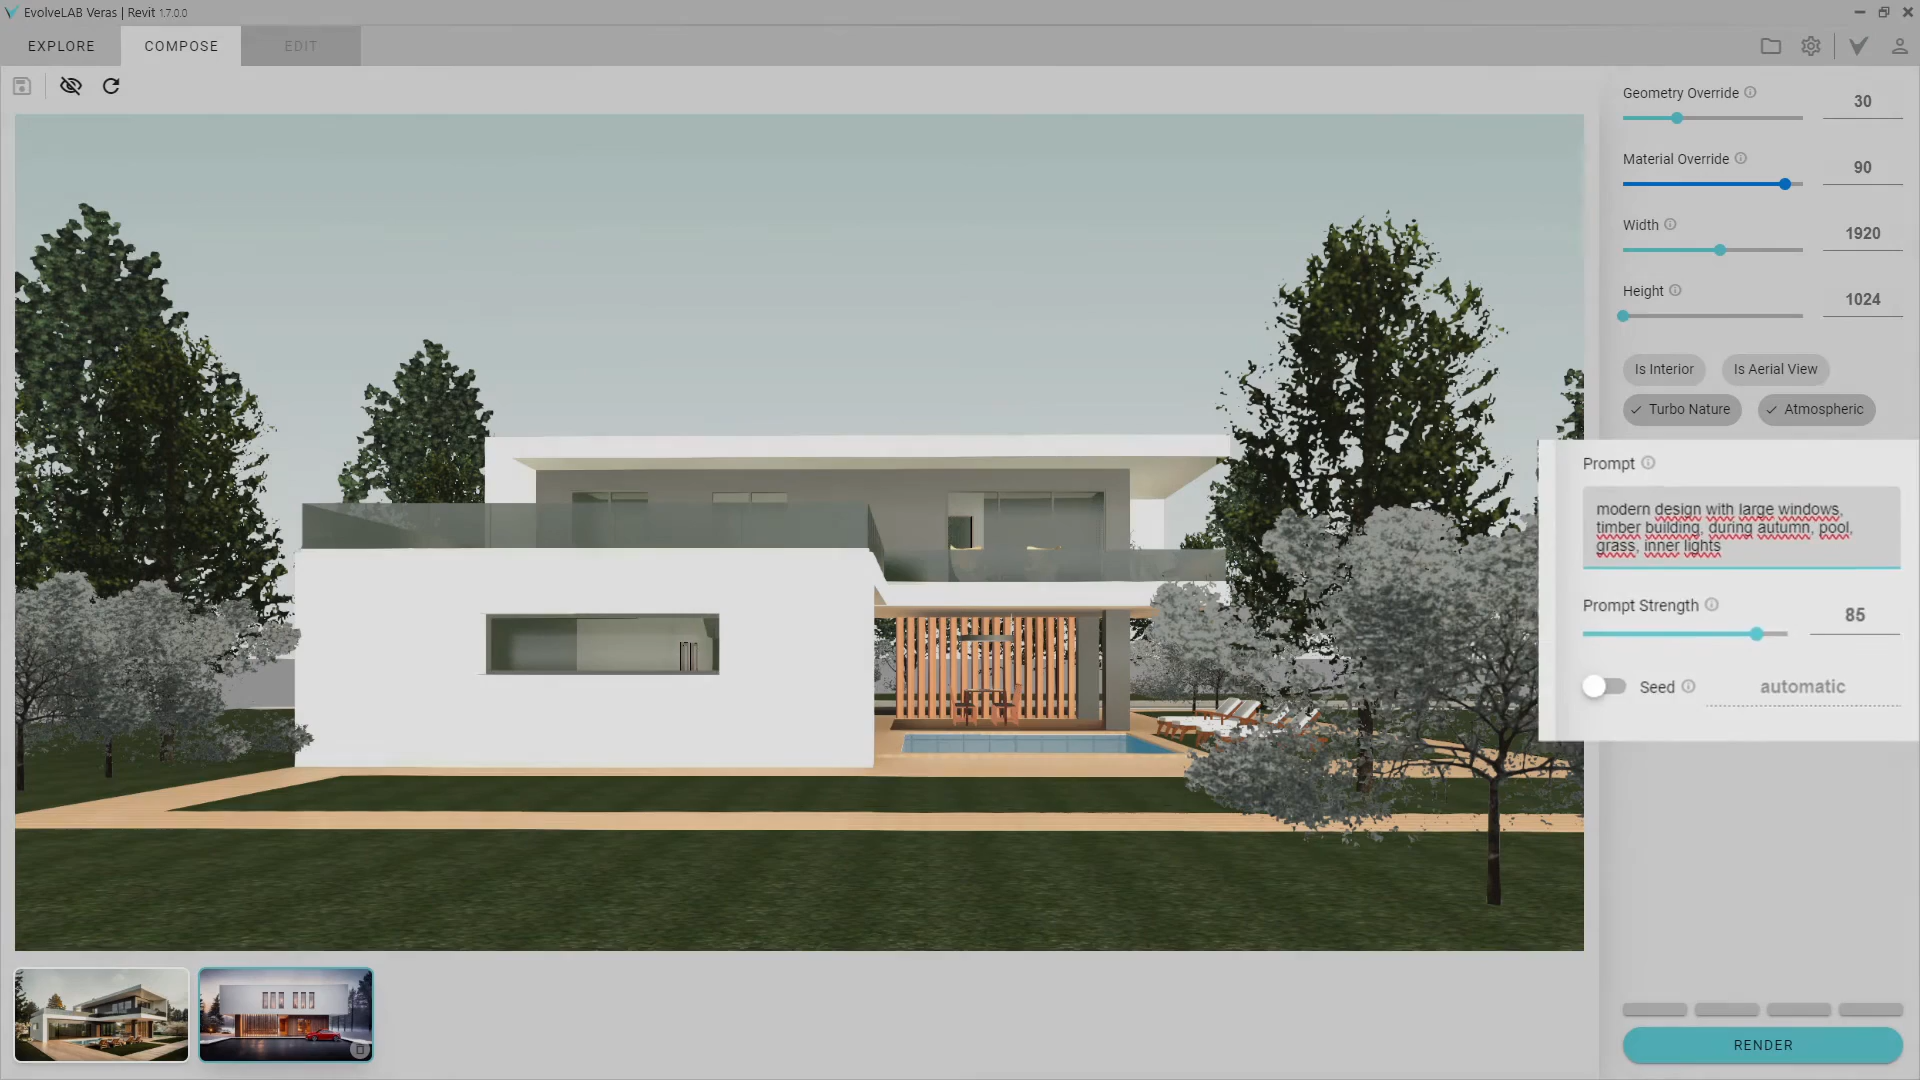 EvolveLAB Veras | Revit 1.7.0.0
EXPLORE
COMPOSE
EDIT
Geometry Override
30
Material Override
90
Width
1920
Height
1024
Is Interior
Is Aerial View
Turbo Nature
Atmospheric
Prompt
modern design with large windows,
timber building, during autumn, pool,
grass, inner lights
Prompt Strength
85
Seed
automatic
RENDER